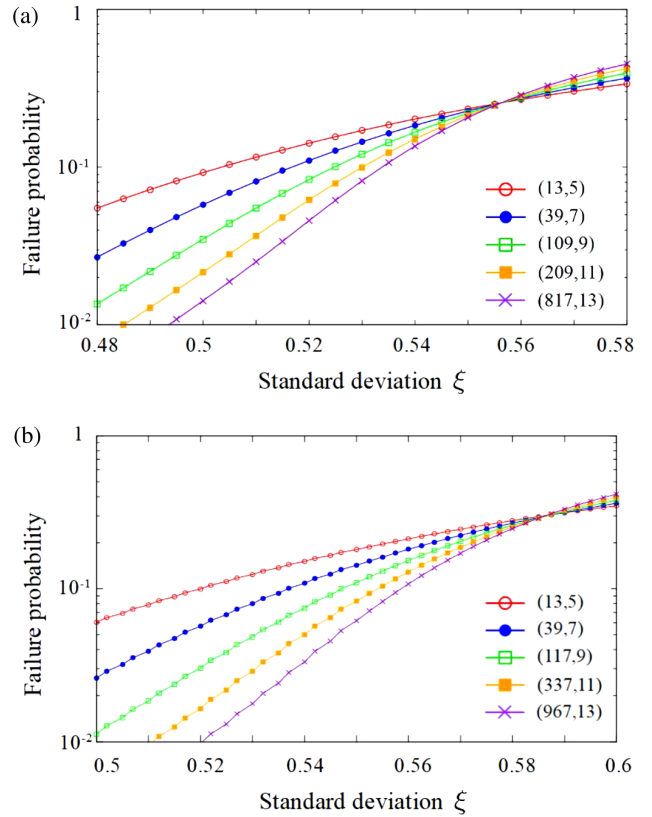 (a)
1
10-1
10-2
Failure probability
(13,5)
(39,7)
(109,9)
(209,11)
(817,13)
0.48 0.5 0.52 0.54 0.56 0.58
Standard deviation ξ
(b)
1
10-1
10-2
Failure probability
(13,5)
(39,7)
(117,9)
(337,11)
(967,13)
0.5 0.52 0.54 0.56 0.58 0.6
Standard deviation ξ